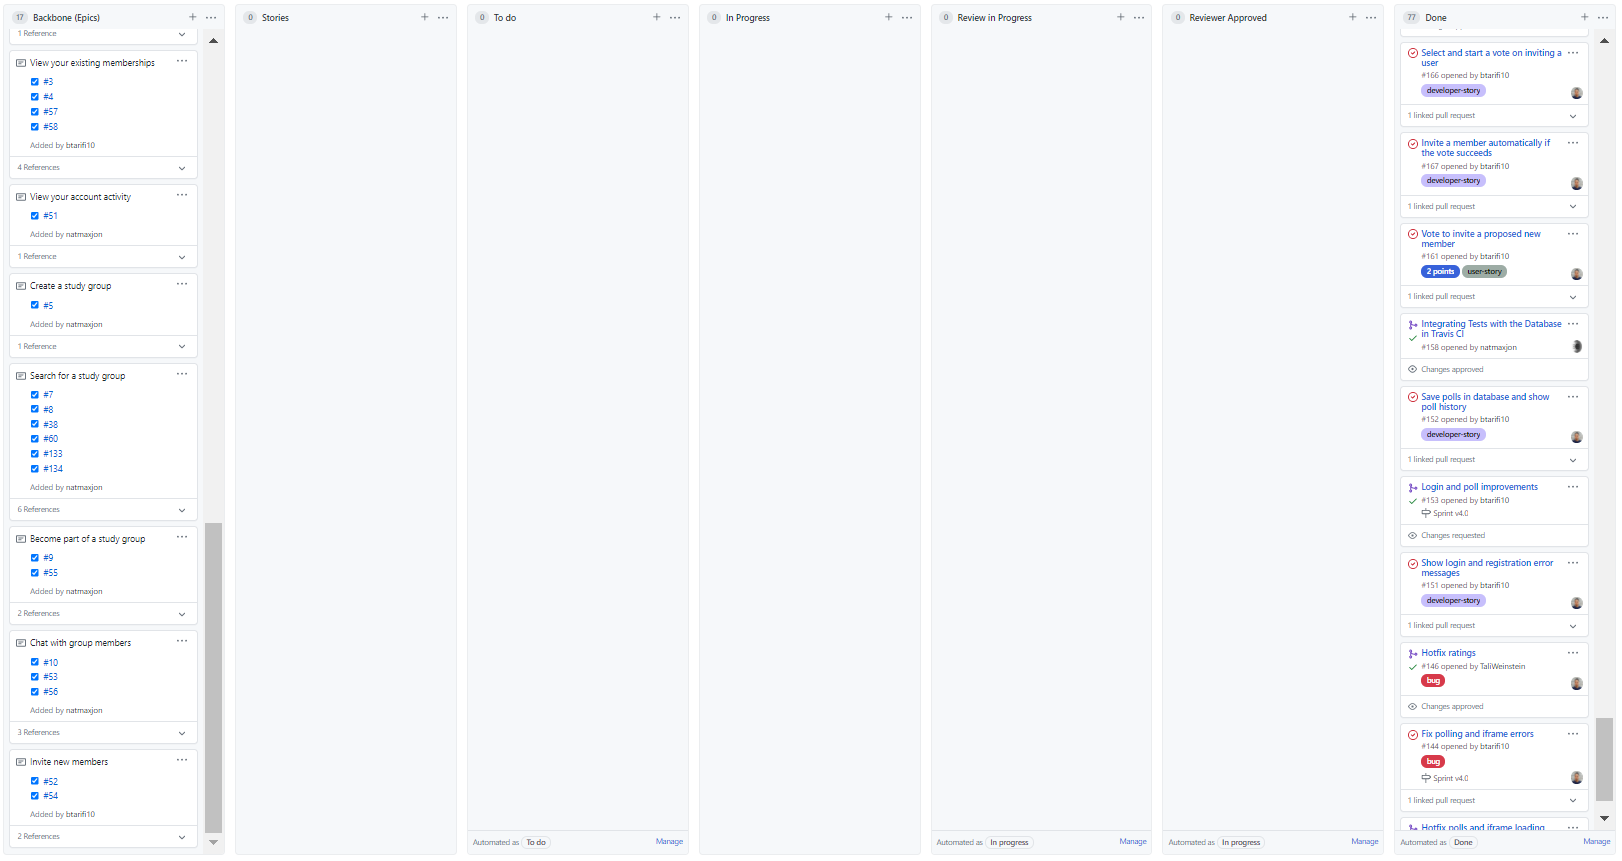 17 Backbone (Epics)
1 Reference
View your existing memberships
#3
#4
#57
#58
Added by btarifi10
4 References
View your account activity
#51
Added by natmaxjon
1 Reference
Create a study group
#5
Added by natmaxjon
1 Reference
Search for a study group
#7
#8
#38
#60
#133
#134
Added by natmaxjon
6 References
Become part of a study group
#9
#55
Added by natmaxjon
2 References
Chat with group members
#10
#53
#56
Added by natmaxjon
3 References
Invite new members
#52
#54
Added by btarifi10
2 References
0 Stories
0 To do
Automated as To do Manage
0 In Progress
0 Review in Progress
Automated as In progress Manage
0 Reviewer Approved
Automated as In progress Manage
77 Done
Select and start a vote on inviting a
user
#166 opened by btarifi10
developer-story
1 linked pull request
Invite a member automatically if
the vote succeeds
#167 opened by btarifi10
developer-story
1 linked pull request
Vote to invite a proposed new
member
#161 opened by btarifi10
2 points user-story
1 linked pull request
Integrating Tests with the Database
in Travis CI
#158 opened by natmaxjon
Changes approved
Save polls in database and show
poll history
#152 opened by btarifi10
developer-story
1 linked pull request
Login and poll improvements
#153 opened by btarifi10
Sprint v4.0
Changes requested
Show login and registration error
messages
#151 opened by btarifi10
developer-story
1 linked pull request
Hotfix ratings
#146 opened by TaliWeinstein
bug
Changes approved
Fix polling and iframe errors
#144 opened by btarifi10
bug
Sprint v4.0
1 linked pull request
Hotfix polls and iframe loading
Automated as Done Manage